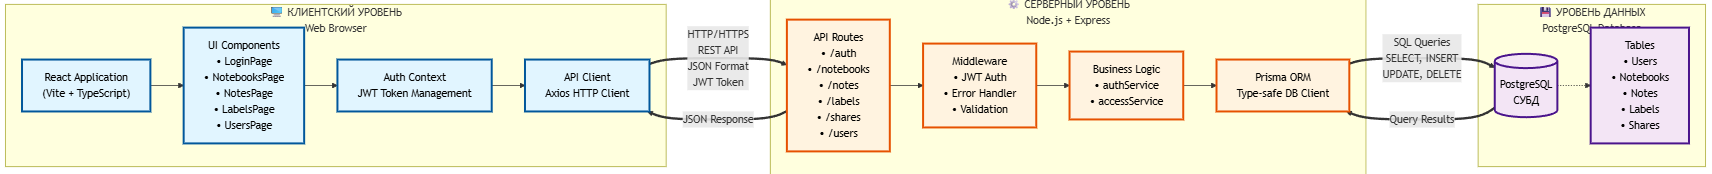 🖥️ КЛИЕНТСКИЙ УРОВЕНЬ
Web Browser
React Application
(Vite + TypeScript)
UI Components
• LoginPage
• NotebooksPage
• NotesPage
• LabelsPage
• UsersPage
Auth Context
JWT Token Management
API Client
Axios HTTP Client
HTTP/HTTPS
REST API
JSON Format
JWT Token
JSON Response
⚙️ СЕРВЕРНЫЙ УРОВЕНЬ
Node.js + Express
API Routes
• /auth
• /notebooks
• /notes
• /labels
• /shares
• /users
Middleware
• JWT Auth
• Error Handler
• Validation
Business Logic
• authService
• accessService
Prisma ORM
Type-safe DB Client
SQL Queries
SELECT, INSERT
UPDATE, DELETE
Query Results
💾 УРОВЕНЬ ДАННЫХ
PostgreSQL Database
PostgreSQL
СУБД
Tables
• Users
• Notebooks
• Notes
• Labels
• Shares